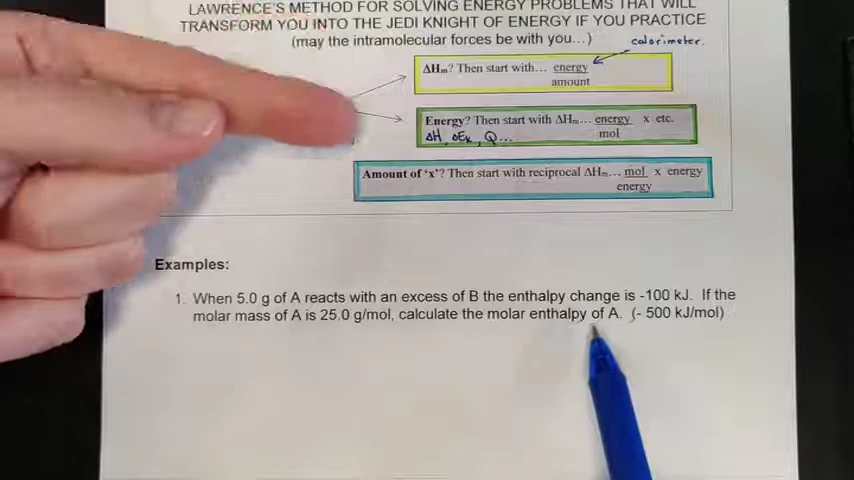 LAWRENCE'S METHOD FOR SOLVING ENERGY PROBLEMS THAT WILL
TRANSFORM YOU INTO THE JEDI KNIGHT OF ENERGY IF YOU PRACTICE
(may the intramolecular forces be with you...)
calorimeter.
ΔHₘ? Then start with... energy
amount
Energy? Then start with ΔHₘ... energy x etc.
ΔH, ΔEₖ, Q... mol
Amount of 'x'? Then start with reciprocal ΔHₘ... mol x energy
energy
Examples:
1. When 5.0 g of A reacts with an excess of B the enthalpy change is -100 kJ. If the
molar mass of A is 25.0 g/mol, calculate the molar enthalpy of A. (- 500 kJ/mol)